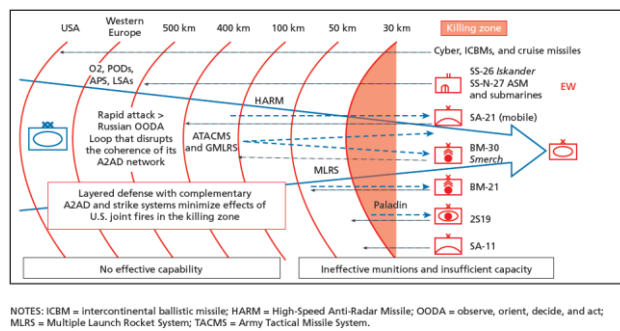 USA
Western
Europe
500 km
400 km
100 km
50 km
30 km
Killing zone
Cyber, ICBMs, and cruise missiles
O2, PODs,
APS, LSAs
SS-26 Iskander
SS-N-27 ASM
and submarines
EW
HARM
SA-21 (mobile)
Rapid attack >
Russian OODA
Loop that disrupts
the coherence of its
A2AD network
ATACMS
and GMLRS
BM-30
Smerch
MLRS
BM-21
Layered defense with complementary
A2AD and strike systems minimize effects of
U.S. joint fires in the killing zone
Paladin
2S19
SA-11
No effective capability
Ineffective munitions and insufficient capacity
NOTES: ICBM = intercontinental ballistic missile; HARM = High-Speed Anti-Radar Missile; OODA = observe, orient, decide, and act;
MLRS = Multiple Launch Rocket System; TACMS = Army Tactical Missile System.